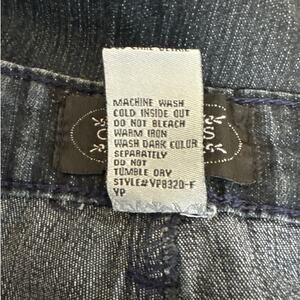 MACHINE WASH
COLD INSIDE OUT
DO NOT BLEACH
WARM IRON
WASH DARK COLOR
SEPARATELY
DO NOT
TUMBLE DRY
STYLE#VP8320-F
YP